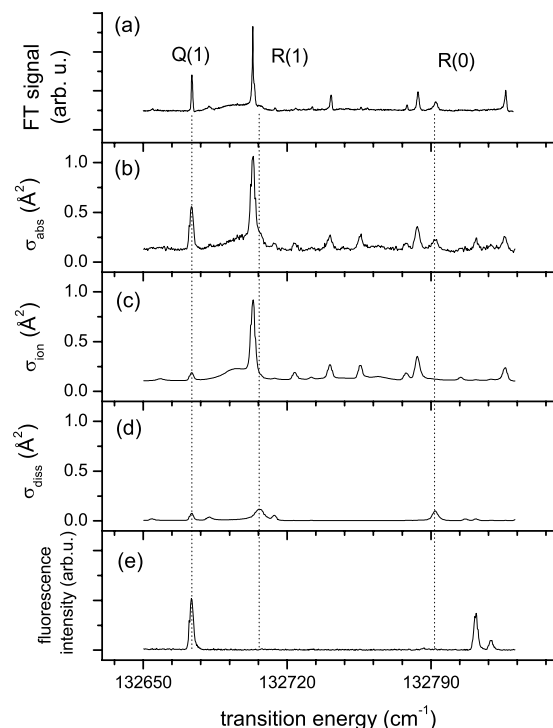 (a)
Q(1)
R(1)
R(0)
FT signal
(arb. u.)
(b)
1.0
0.5
0.0
σabs (Å²)
(c)
1.0
0.5
0.0
σion (Å²)
(d)
1.0
0.5
0.0
σdiss (Å²)
(e)
fluorescence
intensity (arb.u.)
132650 132720 132790
transition energy (cm⁻¹)